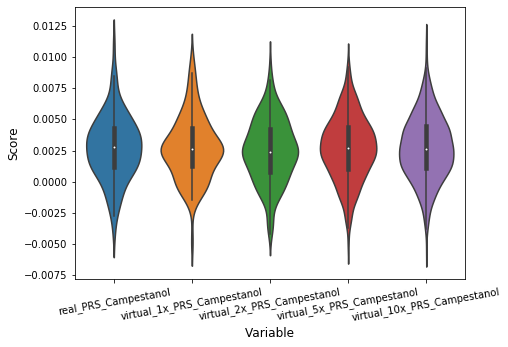 0.0125
0.0100
0.0075
0.0050
0.0025
0.0000
−0.0025
−0.0050
−0.0075
Score
real_PRS_Campestanol
virtual_1x_PRS_Campestanol
virtual_2x_PRS_Campestanol
virtual_5x_PRS_Campestanol
virtual_10x_PRS_Campestanol
Variable